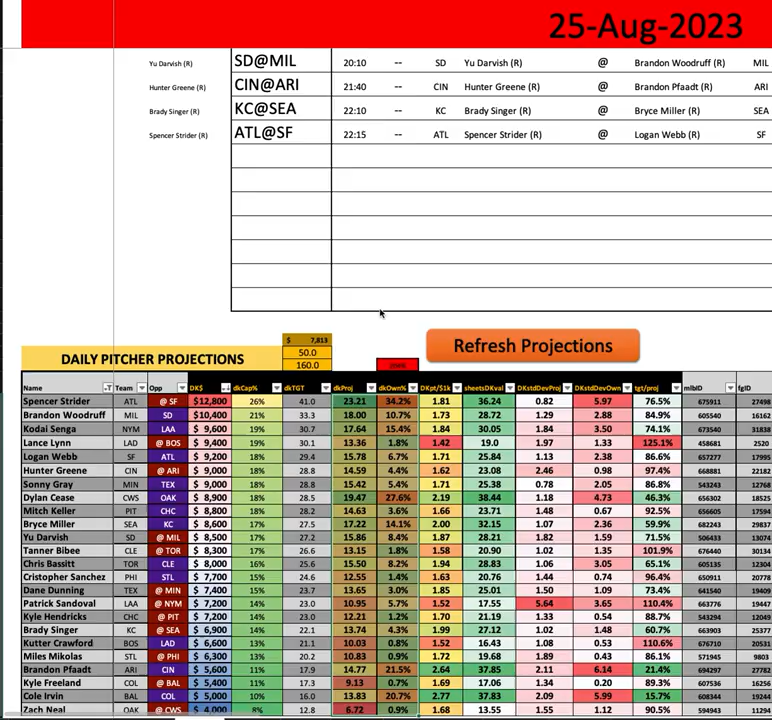 25-Aug-2023
Yu Darvish (R) SD@MIL 20:10 -- SD Yu Darvish (R) @ Brandon Woodruff (R) MIL
Hunter Greene (R) CIN@ARI 21:40 -- CIN Hunter Greene (R) @ Brandon Pfaadt (R) ARI
Brady Singer (R) KC@SEA 22:10 -- KC Brady Singer (R) @ Bryce Miller (R) SEA
Spencer Strider (R) ATL@SF 22:15 -- ATL Spencer Strider (R) @ Logan Webb (R) SF
$ 7,813
Refresh Projections
50.0
DAILY PITCHER PROJECTIONS
160.0
Name Team Opp DK$ dkCap% dkTGT dkProj dkOwn% DKpt/$1k sheetsDKval DKstdDevProj DKstdDevOwn tgt/proj mlbID fgID
Spencer Strider ATL @ SF $12,800 26% 41.0 23.21 34.2% 1.81 36.24 0.82 5.97 76.5% 675911 27498
Brandon Woodruff MIL SD $10,400 21% 33.3 18.00 10.7% 1.73 28.72 1.29 2.88 84.9% 605540 16162
Kodai Senga NYM LAA $ 9,600 19% 30.7 17.64 15.4% 1.84 30.05 1.84 3.50 74.1% 673540 31838
Lance Lynn LAD @ BOS $ 9,400 19% 30.1 13.36 1.8% 1.42 19.0 1.97 1.33 125.1% 458681 2520
Logan Webb SF ATL $ 9,200 18% 29.4 15.78 6.7% 1.71 25.84 1.13 2.38 86.6% 657277 17995
Hunter Greene CIN @ ARI $ 9,000 18% 28.8 14.59 4.4% 1.62 23.08 2.46 0.98 97.4% 668881 22182
Sonny Gray MIN TEX $ 9,000 18% 28.8 15.42 5.4% 1.71 25.34 0.78 2.05 86.8% 543243 12768
Dylan Cease CWS OAK $ 8,900 18% 28.5 19.47 27.6% 2.19 38.44 1.18 4.73 46.3% 656302 18525
Mitch Keller PIT CHC $ 8,800 18% 28.2 14.63 3.6% 1.66 23.71 1.48 0.67 92.5% 656605 17594
Bryce Miller SEA KC $ 8,600 17% 27.5 17.22 14.1% 2.00 32.15 1.07 2.36 59.9% 682243 29837
Yu Darvish SD @ MIL $ 8,500 17% 27.2 15.86 8.4% 1.87 28.21 1.82 1.59 71.5% 506433 13074
Tanner Bibee CLE @ TOR $ 8,300 17% 26.6 13.15 1.8% 1.58 20.90 1.02 1.35 101.9% 676440 30134
Chris Bassitt TOR CLE $ 8,000 16% 25.6 15.50 8.2% 1.94 28.83 1.06 3.05 65.1% 605135 12304
Cristopher Sanchez PHI STL $ 7,700 15% 24.6 12.55 1.4% 1.63 20.76 1.44 0.74 96.4% 650911 20778
Dane Dunning TEX @ MIN $ 7,400 15% 23.7 13.65 3.0% 1.85 25.01 1.50 1.09 73.4% 641540 19409
Patrick Sandoval LAA @ NYM $ 7,200 14% 23.0 10.95 5.7% 1.52 17.55 5.64 3.65 110.4% 663776 19447
Kyle Hendricks CHC @ PIT $ 7,200 14% 23.0 12.21 1.2% 1.70 21.19 1.33 0.54 88.7% 543294 12049
Brady Singer KC @ SEA $ 6,900 14% 22.1 13.74 4.3% 1.99 27.12 1.02 1.48 60.7% 663903 25377
Kutter Crawford BOS LAD $ 6,600 13% 21.1 10.03 0.8% 1.52 16.43 1.08 0.53 110.6% 676710 20531
Miles Mikolas STL @ PHI $ 6,300 13% 20.2 10.83 0.9% 1.72 19.68 1.89 0.43 86.1% 571945 9803
Brandon Pfaadt ARI CIN $ 5,600 11% 17.9 14.77 21.5% 2.64 37.85 2.11 6.14 21.4% 694297 27782
Kyle Freeland COL @ BAL $ 5,400 11% 17.3 9.13 0.7% 1.69 17.06 1.34 0.20 89.3% 607536 16256
Cole Irvin BAL COL $ 5,000 10% 16.0 13.83 20.7% 2.77 37.83 2.09 5.99 15.7% 608344 19244
Zach Neal OAK @ CWS $ 4,000 8% 12.8 6.72 0.9% 1.68 13.55 1.55 1.12 90.5% 594943 11294